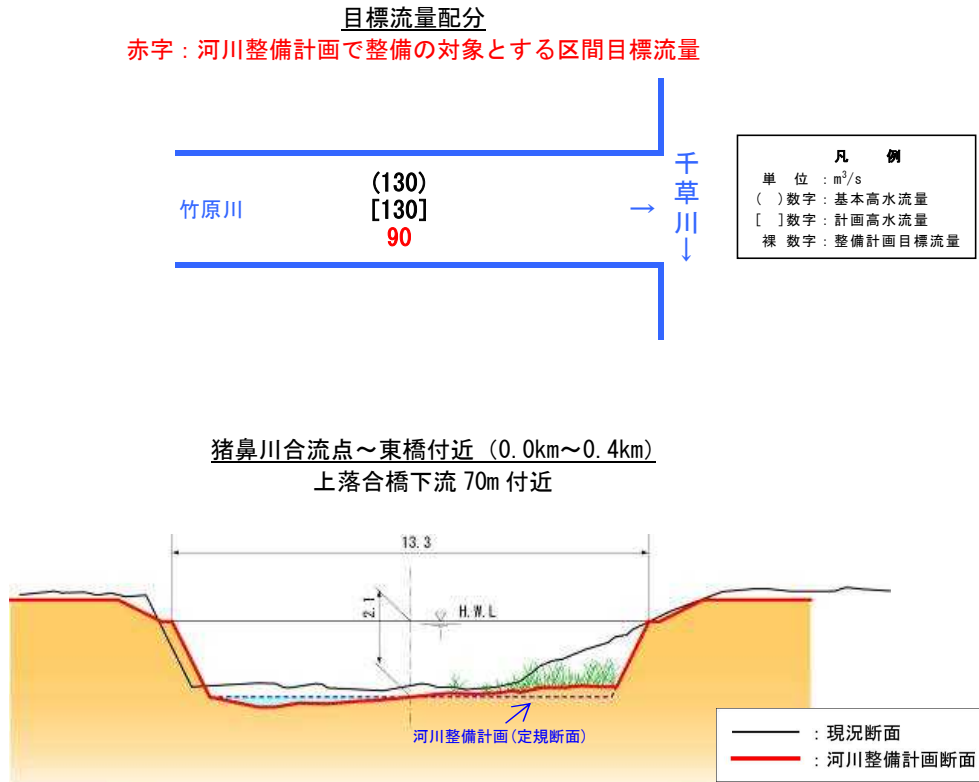 目標流量配分
赤字：河川整備計画で整備の対象とする区間目標流量
竹原川
(130)
[130]
90
→
千草川↓
凡　例
単　位：m³/s
(　)数字：基本高水流量
[　]数字：計画高水流量
裸 数字：整備計画目標流量
猪鼻川合流点～東橋付近（0.0km～0.4km）
上落合橋下流 70m 付近
13.3
2.1
H.W.L
河川整備計画(定規断面)
：現況断面
：河川整備計画断面